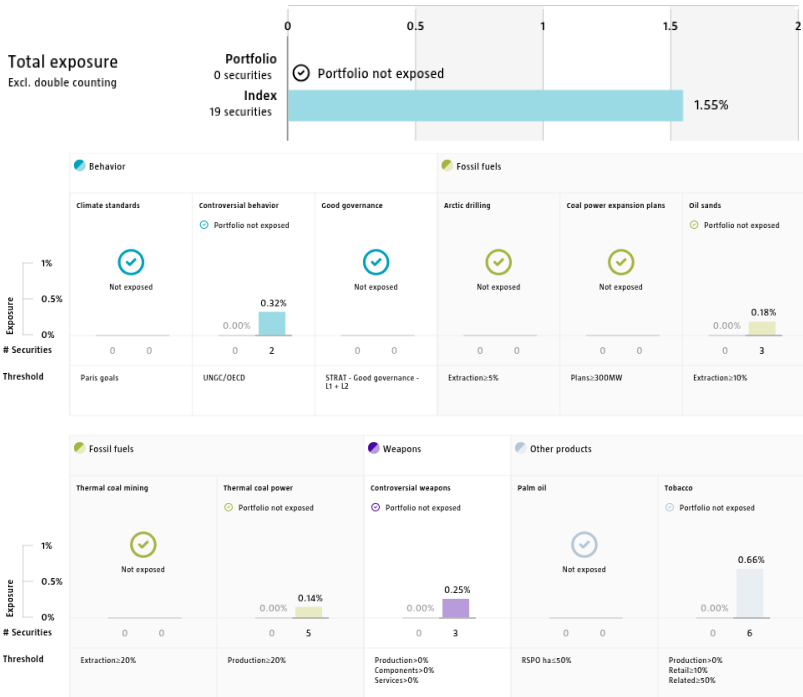 0 0.5 1 1.5 2
Total exposure
Excl. double counting
Portfolio
0 securities
Portfolio not exposed
Index
19 securities
1.55%
Behavior
Fossil fuels
Climate standards
Controversial behavior
Good governance
Arctic drilling
Coal power expansion plans
Oil sands
Portfolio not exposed
Portfolio not exposed
Not exposed
Not exposed
Not exposed
Not exposed
Exposure
1%
0.5%
0%
0.00% 0.32%
0.00% 0.18%
# Securities 0 0 0 2 0 0 0 0 0 0 0 3
Threshold
Paris goals
UNGC/OECD
STRAT - Good governance -
L1 + L2
Extraction≥5%
Plans≥300MW
Extraction≥10%
Fossil fuels
Weapons
Other products
Thermal coal mining
Thermal coal power
Controversial weapons
Palm oil
Tobacco
Portfolio not exposed
Portfolio not exposed
Portfolio not exposed
Not exposed
Not exposed
Exposure
1%
0.5%
0%
0.00% 0.14%
0.00% 0.25%
0.00% 0.66%
# Securities 0 0 0 5 0 3 0 0 0 6
Threshold
Extraction≥20%
Production≥20%
Production>0%
Components>0%
Services>0%
RSPO ha≤50%
Production>0%
Retail≥10%
Related≥50%